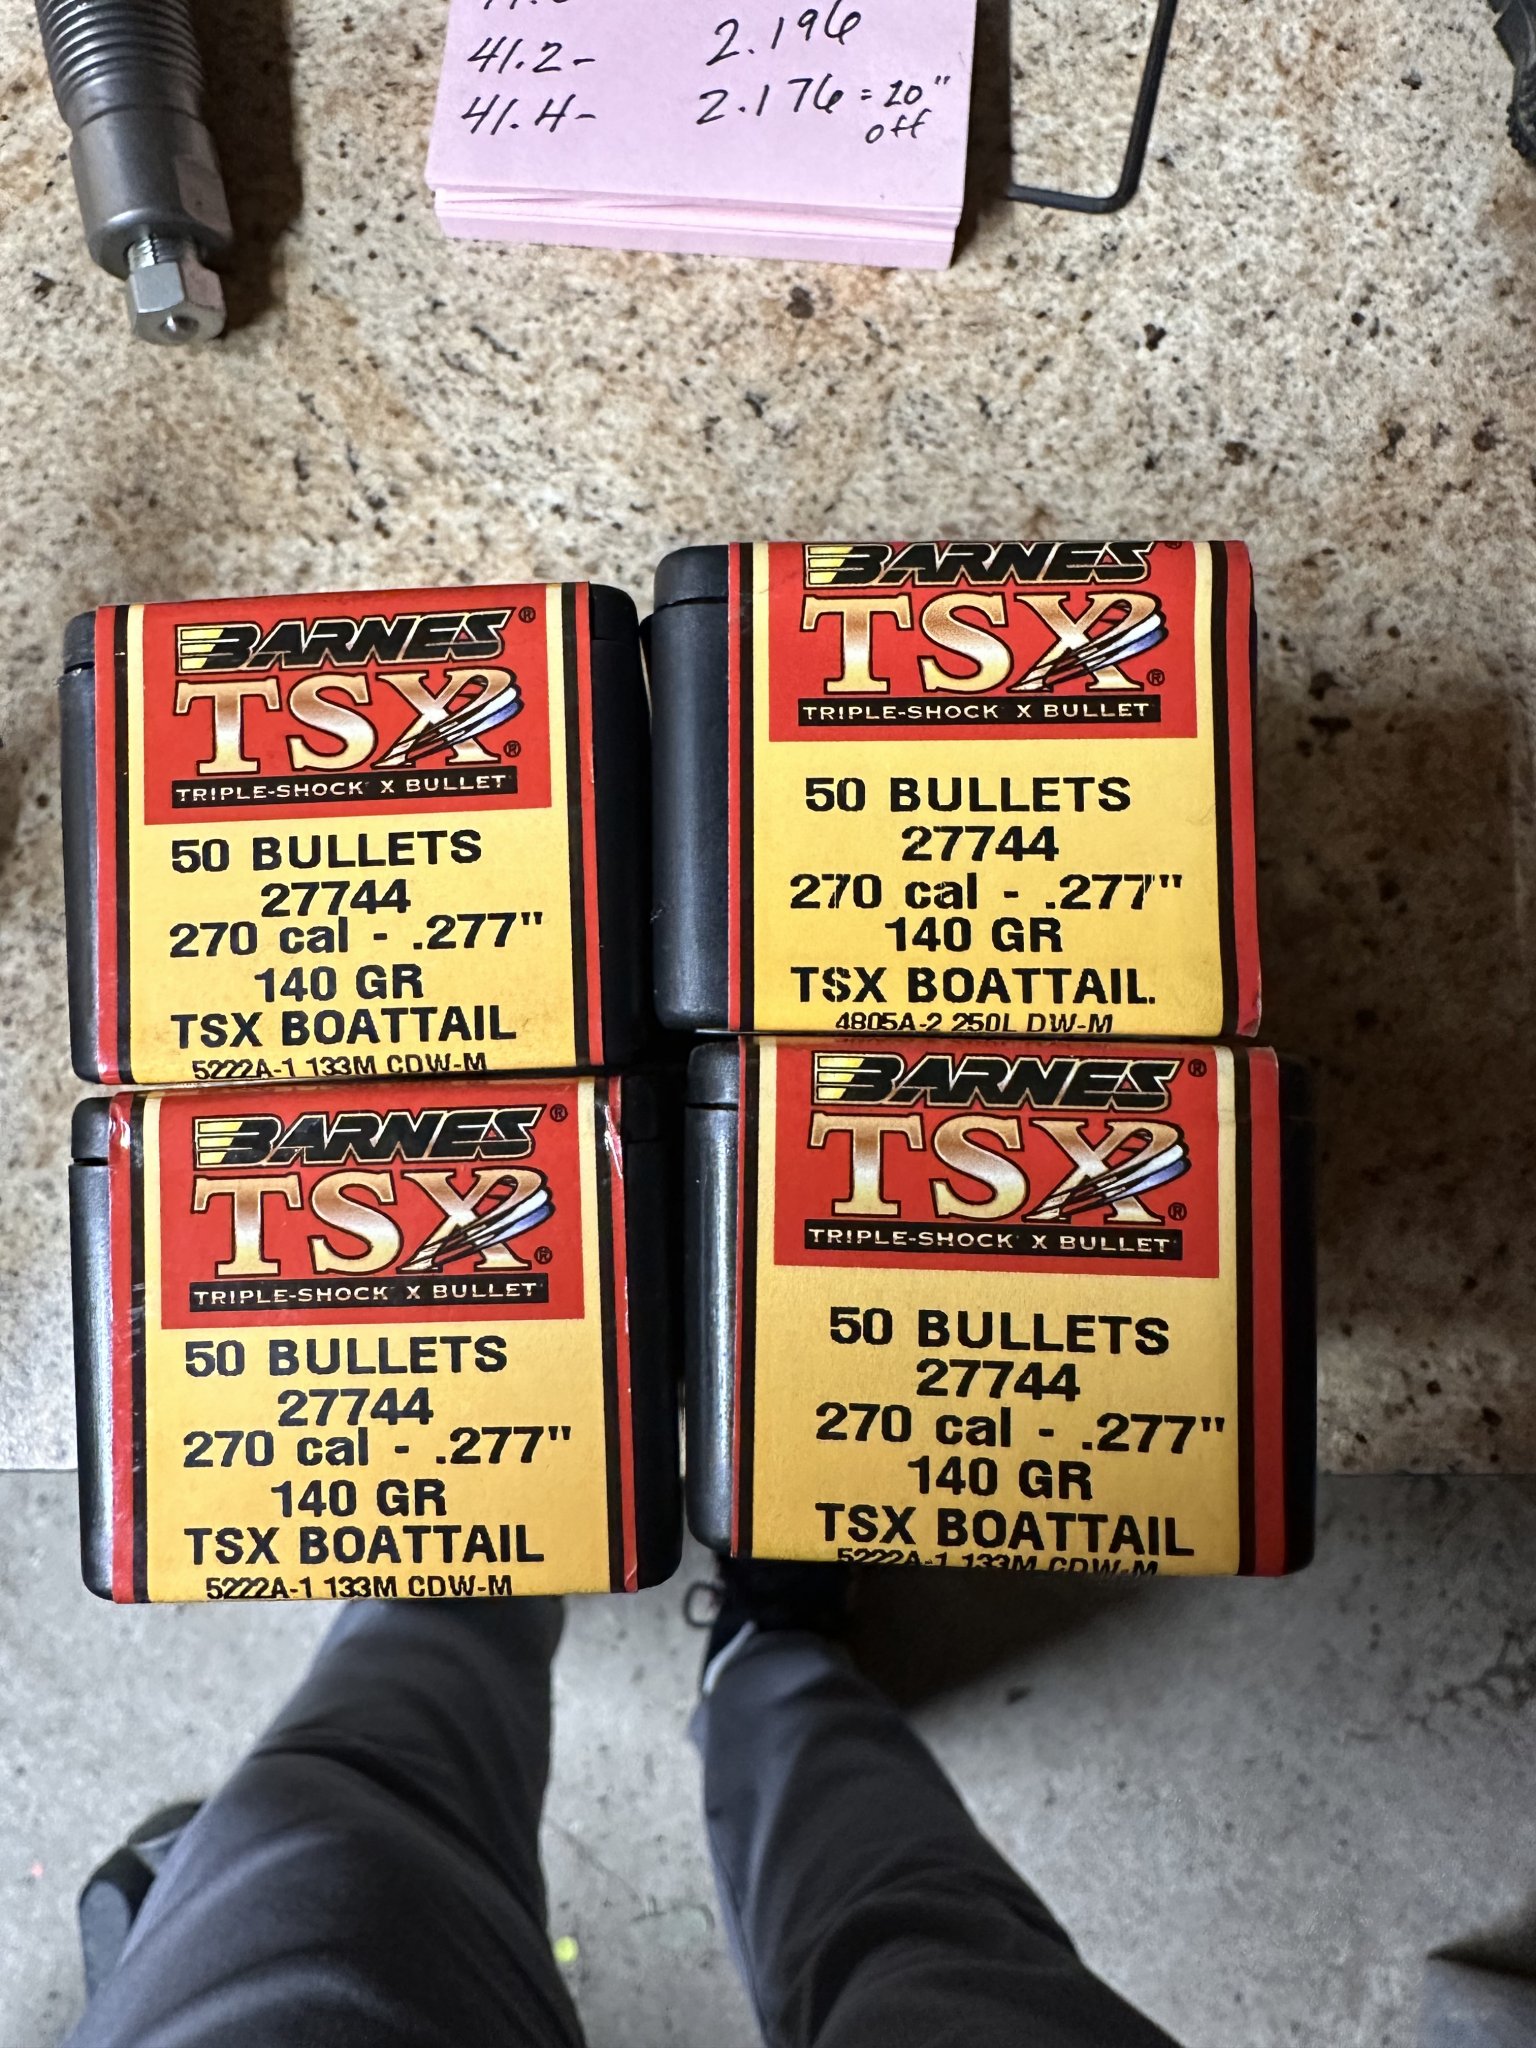 41.2- 2.196
41.4- 2.176 = 20"
off
BARNES®
TSX®
TRIPLE-SHOCK X BULLET
50 BULLETS
27744
270 cal - .277"
140 GR
TSX BOATTAIL
5222A-1 133M CDW-M
BARNES®
TSX®
TRIPLE-SHOCK X BULLET
50 BULLETS
27744
270 cal - .277"
140 GR
TSX BOATTAIL.
4805A-2 250L DW-M
BARNES®
TSX®
TRIPLE-SHOCK X BULLET
50 BULLETS
27744
270 cal - .277"
140 GR
TSX BOATTAIL
5222A-1 133M CDW-M
BARNES®
TSX®
TRIPLE-SHOCK X BULLET
50 BULLETS
27744
270 cal - .277"
140 GR
TSX BOATTAIL
5222A-1 133M CDW-M